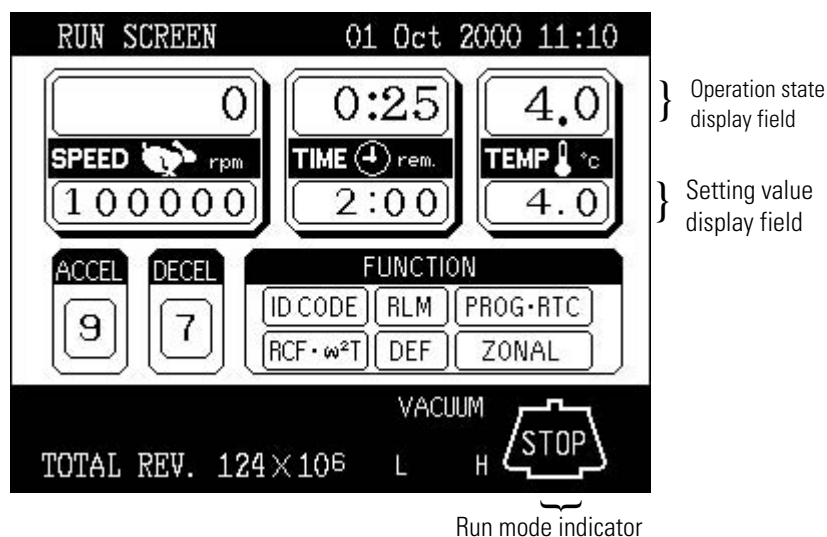 RUN SCREEN 01 Oct 2000 11:10
0 0:25 4.0
Operation state
display field
SPEED rpm TIME rem. TEMP °C
100000 2:00 4.0
Setting value
display field
ACCEL DECEL FUNCTION
9 7
ID CODE RLM PROG·RTC
RCF·ω²T DEF ZONAL
VACUUM
STOP
TOTAL REV. 124×10⁶ L H
Run mode indicator